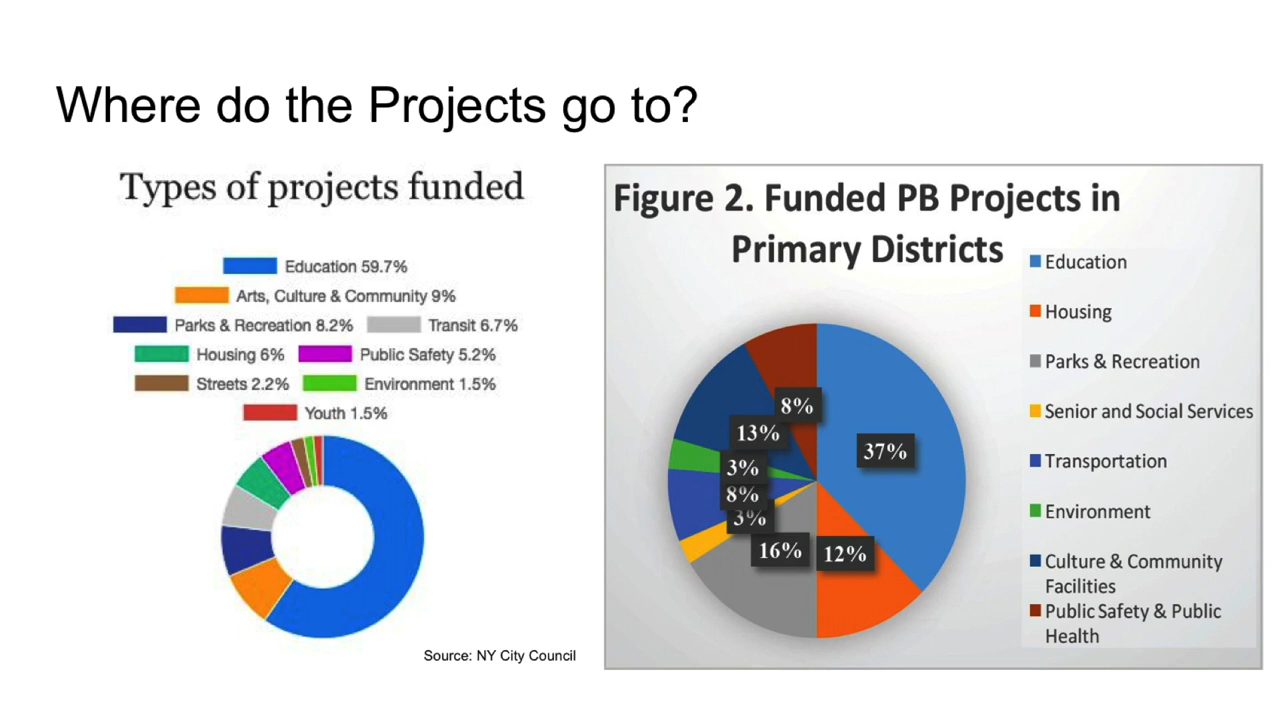 Where do the Projects go to?
Types of projects funded
Education 59.7%
Arts, Culture & Community 9%
Parks & Recreation 8.2% Transit 6.7%
Housing 6% Public Safety 5.2%
Streets 2.2% Environment 1.5%
Youth 1.5%
Source: NY City Council
Figure 2. Funded PB Projects in
Primary Districts
Education
Housing
Parks & Recreation
Senior and Social Services
Transportation
Environment
Culture & Community
Facilities
Public Safety & Public
Health
8%
13%
37%
3%
8%
3%
16%
12%